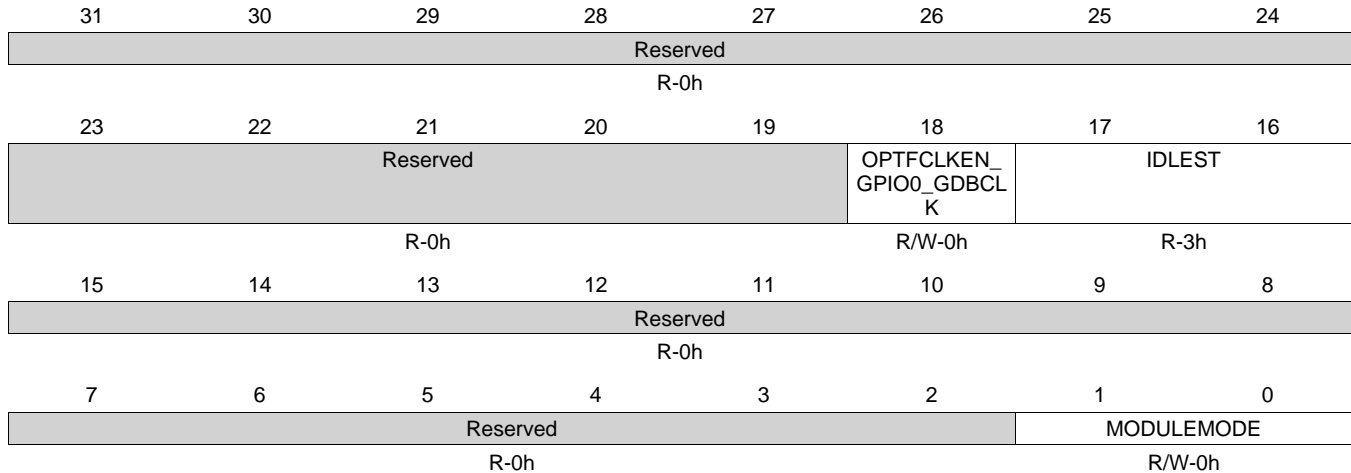 31 30 29 28 27 26 25 24
Reserved
R-0h
23 22 21 20 19 18 17 16
Reserved OPTFCLKEN_ IDLEST
GPIO0_GDBCL
K
R-0h R/W-0h R-3h
15 14 13 12 11 10 9 8
Reserved
R-0h
7 6 5 4 3 2 1 0
Reserved MODULEMODE
R-0h R/W-0h